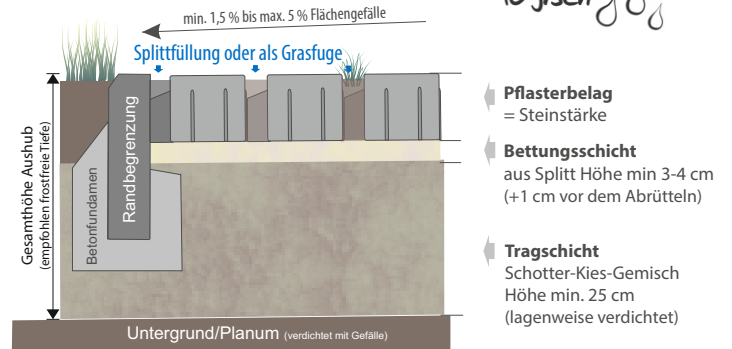 min. 1,5 % bis max. 5 % Flächengefälle
Splittfüllung oder als Grasfuge
Gesamthöhe Aushub
(empfohlen frostfreie Tiefe)
Betonfundamen
Randbegrenzung
Pflasterbelag
= Steinstärke
Bettungsschicht
aus Splitt Höhe min 3-4 cm
(+1 cm vor dem Abrütteln)
Tragschicht
Schotter-Kies-Gemisch
Höhe min. 25 cm
(lagenweise verdichtet)
Untergrund/Planum (verdichtet mit Gefälle)